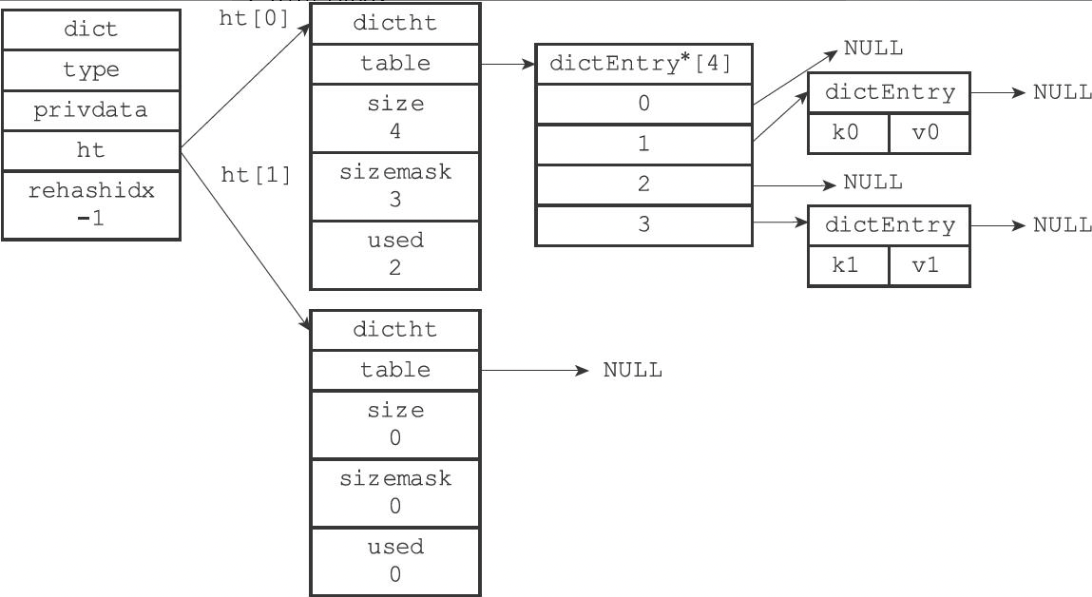 dict
type
privdata
ht
rehashidx
-1
ht[0]
ht[1]
dictht
table
size
4
sizemask
3
used
2
dictht
table
NULL
size
0
sizemask
0
used
0
dictEntry*[4]
0
1
2
3
NULL
dictEntry
NULL
k0 v0
NULL
dictEntry
NULL
k1 v1